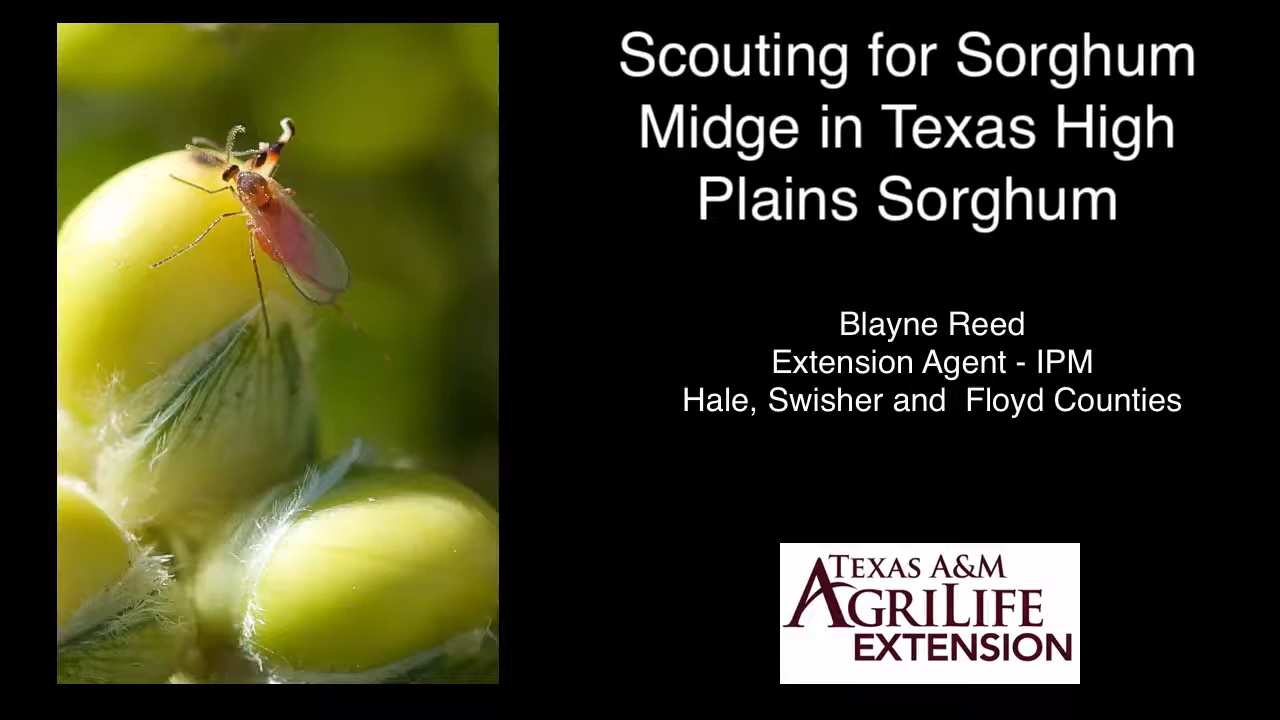 Scouting for Sorghum
Midge in Texas High
Plains Sorghum
Blayne Reed
Extension Agent - IPM
Hale, Swisher and  Floyd Counties
TEXAS A&M
AGRILIFE
EXTENSION